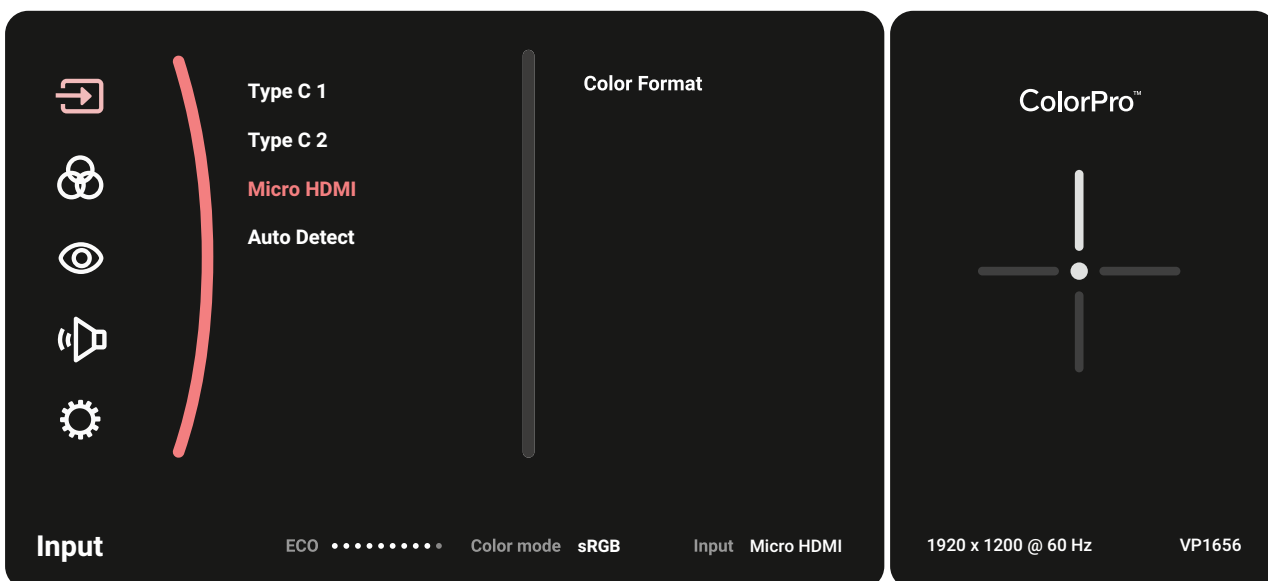 Type C 1
Type C 2
Micro HDMI
Auto Detect
Color Format
Input
ECO
Color mode sRGB
Input Micro HDMI
ColorPro™
1920 x 1200 @ 60 Hz
VP1656